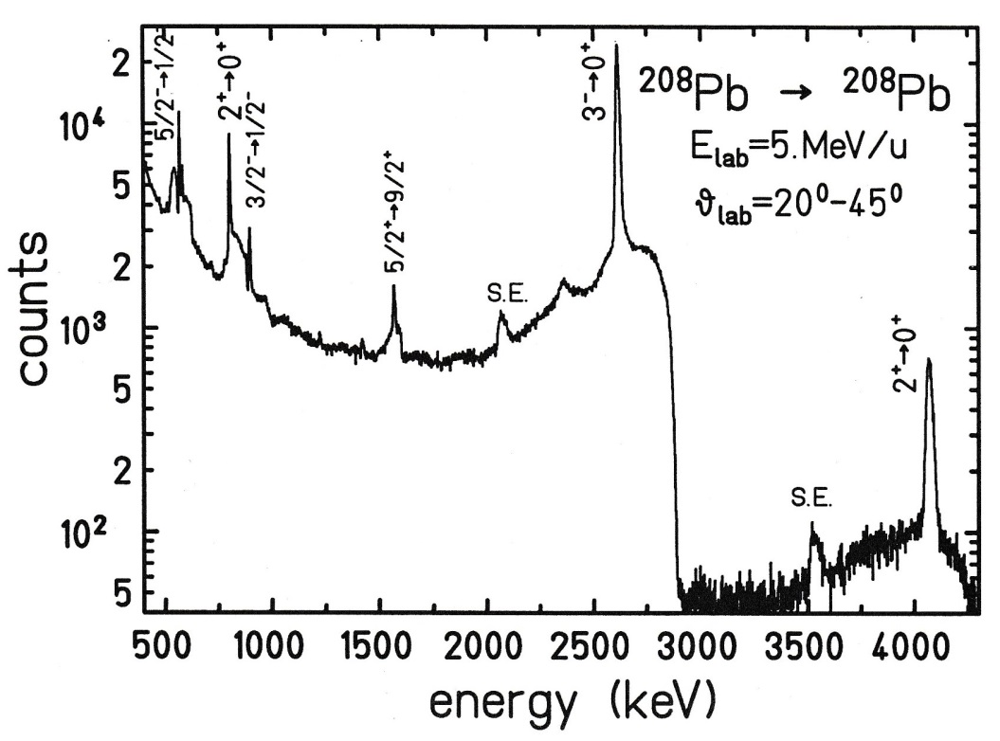 5/2⁻→1/2⁻
2⁺→0⁺
3/2⁻→1/2⁻
5/2⁺→9/2⁺
S.E.
3⁻→0⁺
²⁰⁸Pb → ²⁰⁸Pb
E_lab=5.MeV/u
ϑ_lab=20⁰-45⁰
S.E.
2⁺→0⁺
counts
2
10⁴
5
2
10³
5
2
10²
5
500 1000 1500 2000 2500 3000 3500 4000
energy (keV)